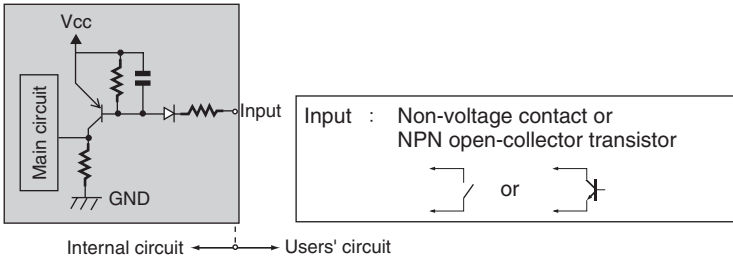 Vcc
Main circuit
Input
GND
Input : Non-voltage contact or
NPN open-collector transistor
or
Internal circuit
Users' circuit